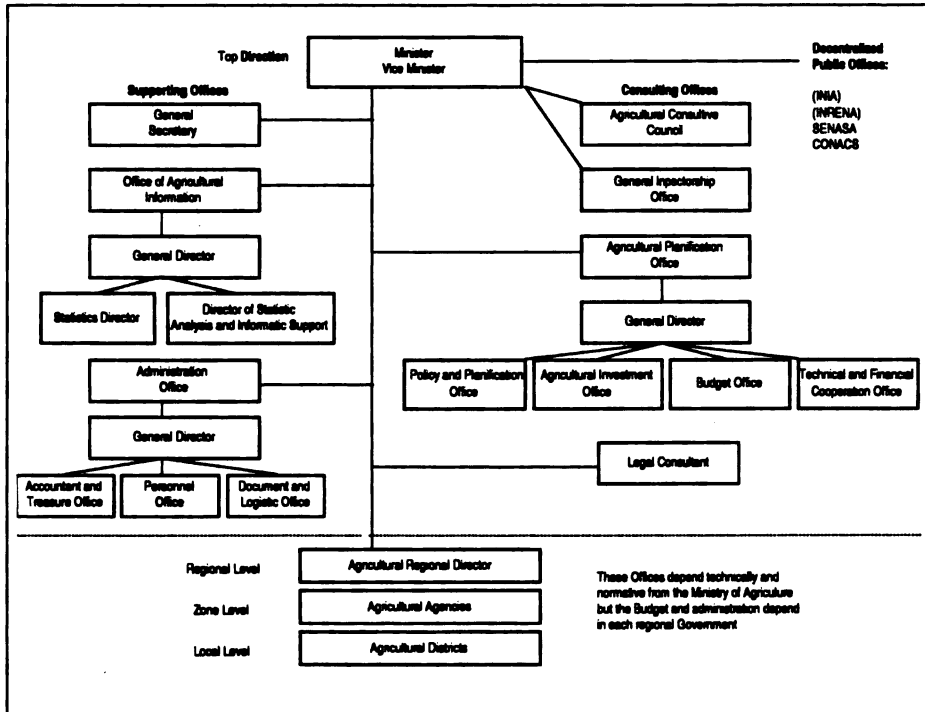 Top Direction
Minister
Vice Minister
Decentralized
Public Offices:
(INIA)
(INRENA)
SENASA
CONACS
Supporting Offices
Consulting Offices
General
Secretary
Agricultural Consultive
Council
Office of Agricultural
Information
General Inpectorship
Office
General Director
Agricultural Planification
Office
Statistics Director
Director of Statistic
Analysis and Informatic Support
General Director
Administration
Office
Policy and Planification
Office
Agricultural Investment
Office
Budget Office
Technical and Financial
Cooperation Office
General Director
Legal Consultant
Accountant and
Treasure Office
Personnel
Office
Document and
Logistic Office
Regional Level
Agricultural Regional Director
Zone Level
Agricultural Agencies
Local Level
Agricultural Districts
These Offices depend technically and
normative from the Ministry of Agriculture
but the Budget and administration depend
in each regional Government